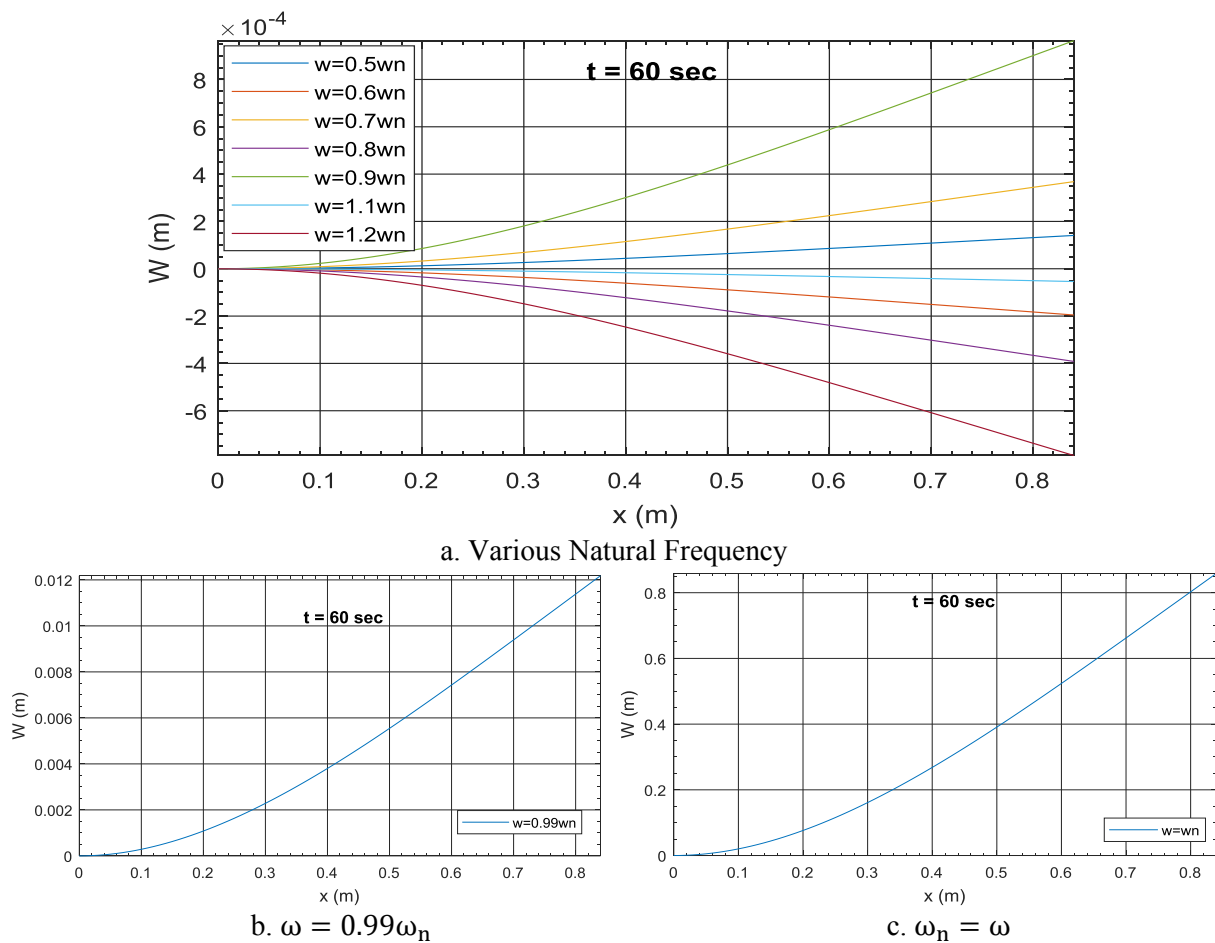 × 10-4
t = 60 sec
w=0.5wn
w=0.6wn
w=0.7wn
w=0.8wn
w=0.9wn
w=1.1wn
w=1.2wn
8
6
4
2
0
-2
-4
-6
W (m)
0 0.1 0.2 0.3 0.4 0.5 0.6 0.7 0.8
x (m)
a. Various Natural Frequency
0.012
0.01
0.008
0.006
0.004
0.002
0
W (m)
t = 60 sec
w=0.99wn
0 0.1 0.2 0.3 0.4 0.5 0.6 0.7 0.8
x (m)
b. ω = 0.99ωn
0.8
0.6
0.4
0.2
0
W (m)
t = 60 sec
w=wn
0 0.1 0.2 0.3 0.4 0.5 0.6 0.7 0.8
x (m)
c. ωn = ω